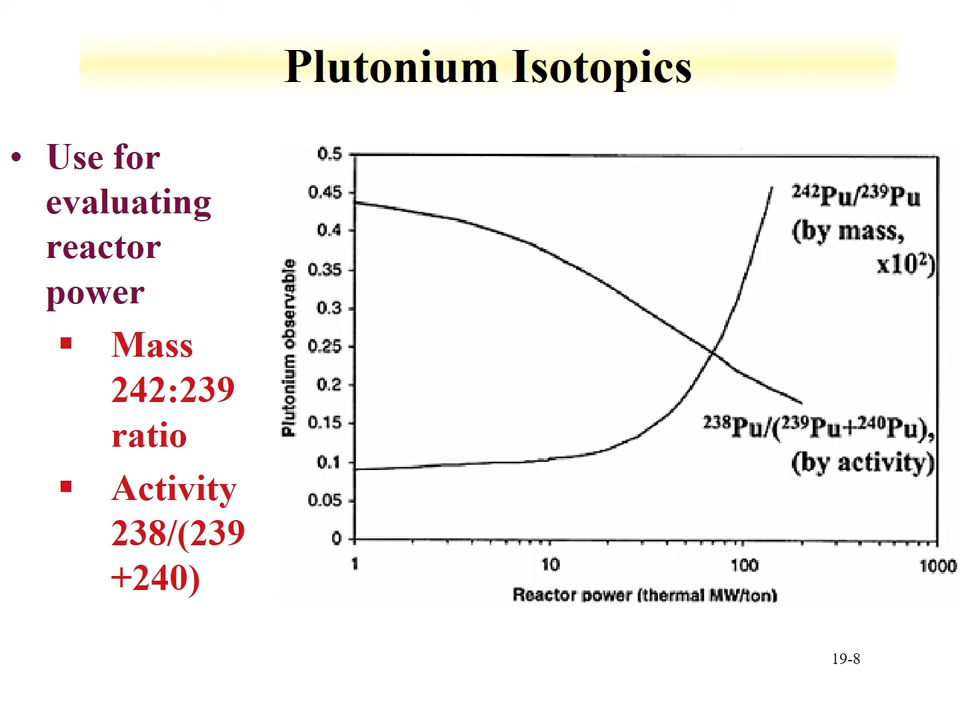 Plutonium Isotopics
• Use for
evaluating
reactor
power
▪ Mass
242:239
ratio
▪ Activity
238/(239
+240)
0.5
0.45
0.4
0.35
0.3
0.25
0.2
0.15
0.1
0.05
0
Plutonium observable
²⁴²Pu/²³⁹Pu
(by mass,
x10²)
²³⁸Pu/(²³⁹Pu+²⁴⁰Pu),
(by activity)
1 10 100 1000
Reactor power (thermal MW/ton)
19-8